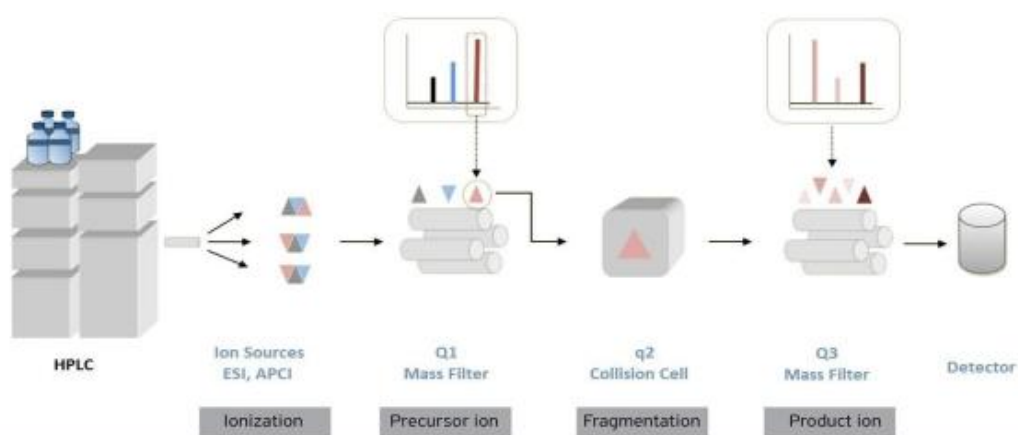 HPLC
Ion Sources
ESI, APCI
Q1
Mass Filter
q2
Collision Cell
Q3
Mass Filter
Detector
Ionization
Precursor ion
Fragmentation
Product ion